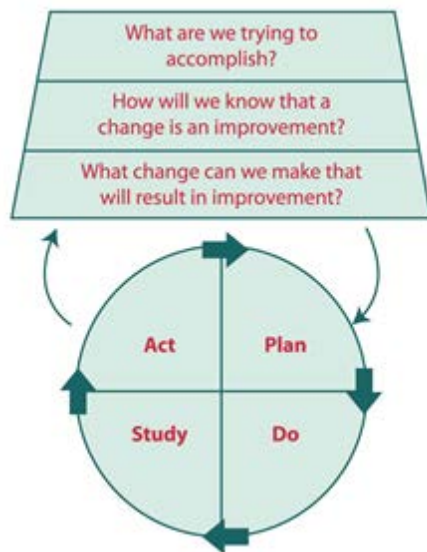 What are we trying to
accomplish?
How will we know that a
change is an improvement?
What change can we make that
will result in improvement?
Act
Plan
Study
Do